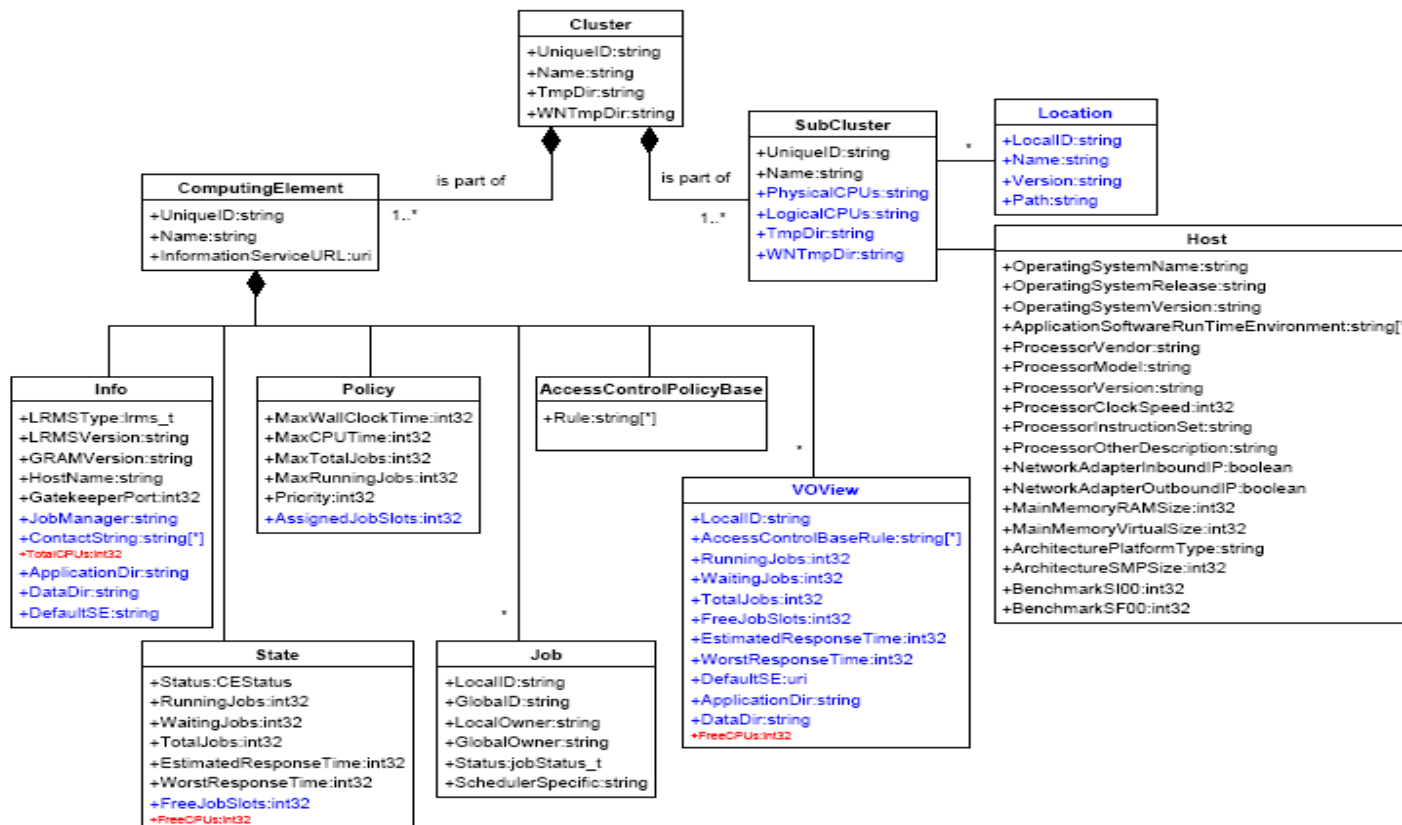 Cluster
+UniqueID:string
+Name:string
+TmpDir:string
+WNTmpDir:string
is part of
1..*
is part of
1..*
ComputingElement
+UniqueID:string
+Name:string
+InformationServiceURL:uri
SubCluster
+UniqueID:string
+Name:string
+PhysicalCPUs:string
+LogicalCPUs:string
+TmpDir:string
+WNTmpDir:string
*
Location
+LocalID:string
+Name:string
+Version:string
+Path:string
Host
+OperatingSystemName:string
+OperatingSystemRelease:string
+OperatingSystemVersion:string
+ApplicationSoftwareRunTimeEnvironment:string[*
+ProcessorVendor:string
+ProcessorModel:string
+ProcessorVersion:string
+ProcessorClockSpeed:int32
+ProcessorInstructionSet:string
+ProcessorOtherDescription:string
+NetworkAdapterInboundIP:boolean
+NetworkAdapterOutboundIP:boolean
+MainMemoryRAMSize:int32
+MainMemoryVirtualSize:int32
+ArchitecturePlatformType:string
+ArchitectureSMPSize:int32
+BenchmarkSI00:int32
+BenchmarkSF00:int32
Info
+LRMSType:lrms_t
+LRMSVersion:string
+GRAMVersion:string
+HostName:string
+GatekeeperPort:int32
+JobManager:string
+ContactString:string[*]
+TotalCPUs:int32
+ApplicationDir:string
+DataDir:string
+DefaultSE:string
Policy
+MaxWallClockTime:int32
+MaxCPUTime:int32
+MaxTotalJobs:int32
+MaxRunningJobs:int32
+Priority:int32
+AssignedJobSlots:int32
AccessControlPolicyBase
+Rule:string[*]
*
VOView
+LocalID:string
+AccessControlBaseRule:string[*]
+RunningJobs:int32
+WaitingJobs:int32
+TotalJobs:int32
+FreeJobSlots:int32
+EstimatedResponseTime:int32
+WorstResponseTime:int32
+DefaultSE:uri
+ApplicationDir:string
+DataDir:string
+FreeCPUs:int32
State
+Status:CEStatus
+RunningJobs:int32
+WaitingJobs:int32
+TotalJobs:int32
+EstimatedResponseTime:int32
+WorstResponseTime:int32
+FreeJobSlots:int32
+FreeCPUs:int32
*
Job
+LocalID:string
+GlobalID:string
+LocalOwner:string
+GlobalOwner:string
+Status:jobStatus_t
+SchedulerSpecific:string